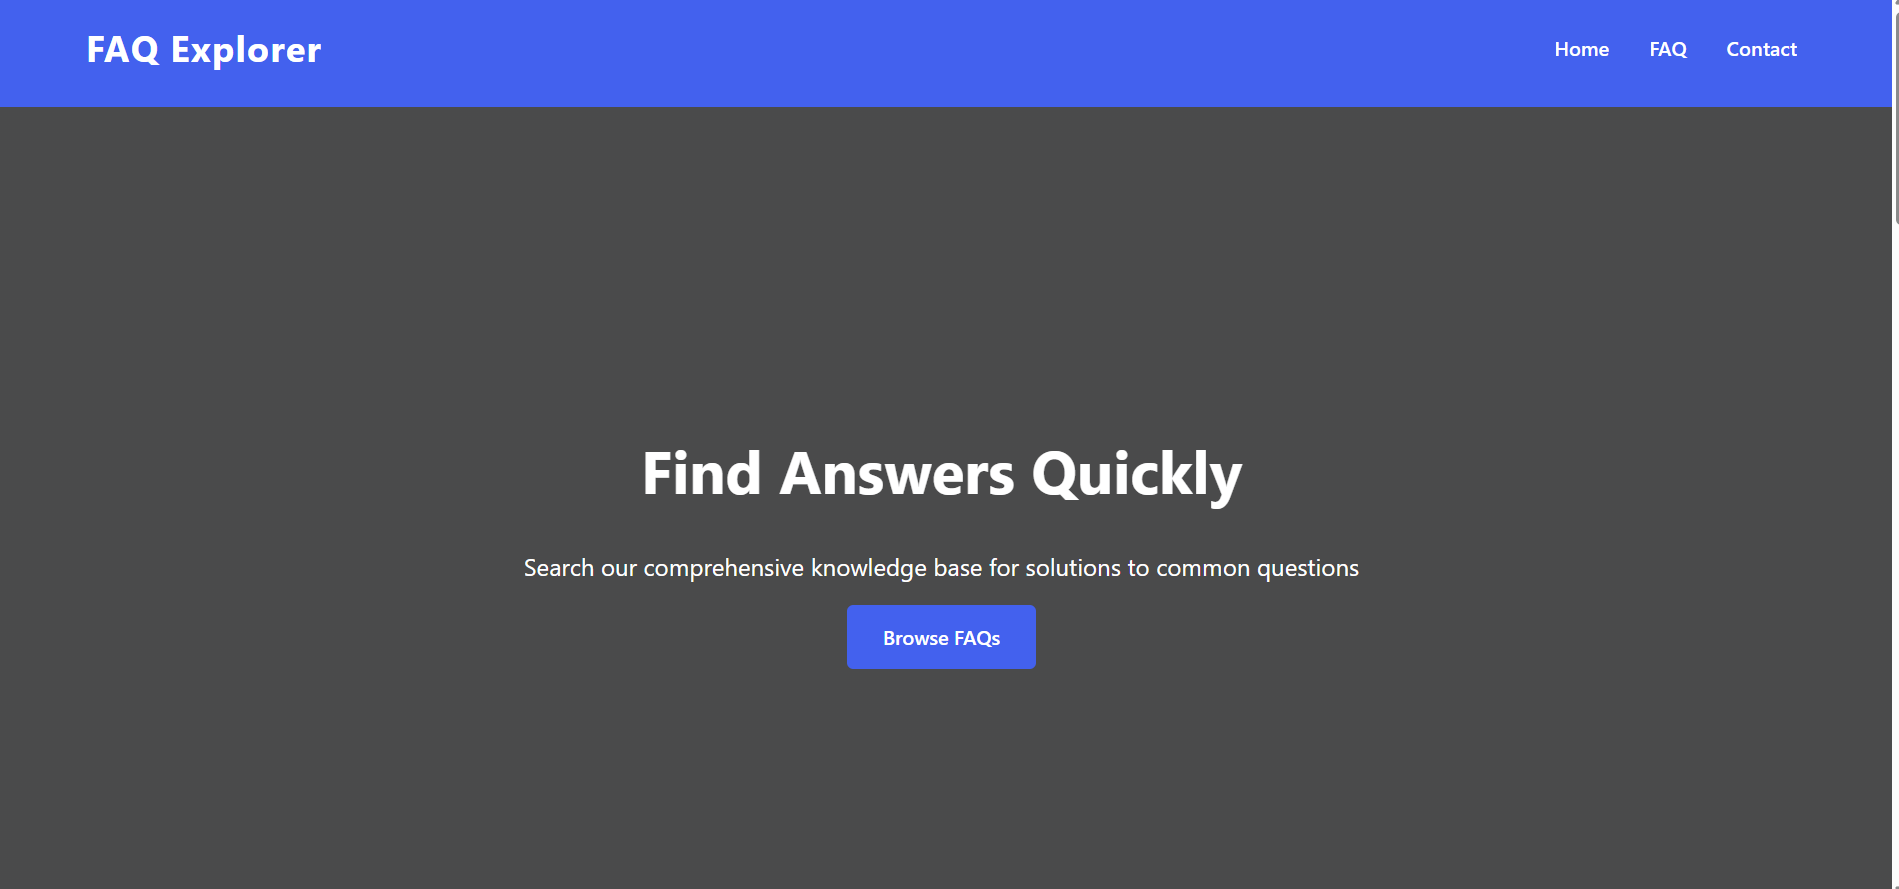 FAQ Explorer
Home FAQ Contact
Find Answers Quickly
Search our comprehensive knowledge base for solutions to common questions
Browse FAQs